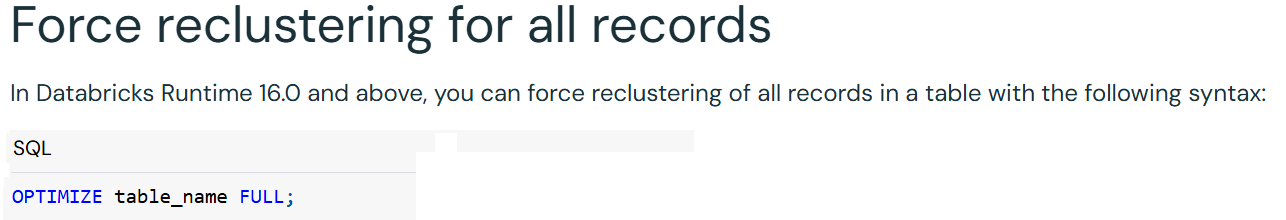 Force reclustering for all records
In Databricks Runtime 16.0 and above, you can force reclustering of all records in a table with the following syntax:
SQL
OPTIMIZE table_name FULL;